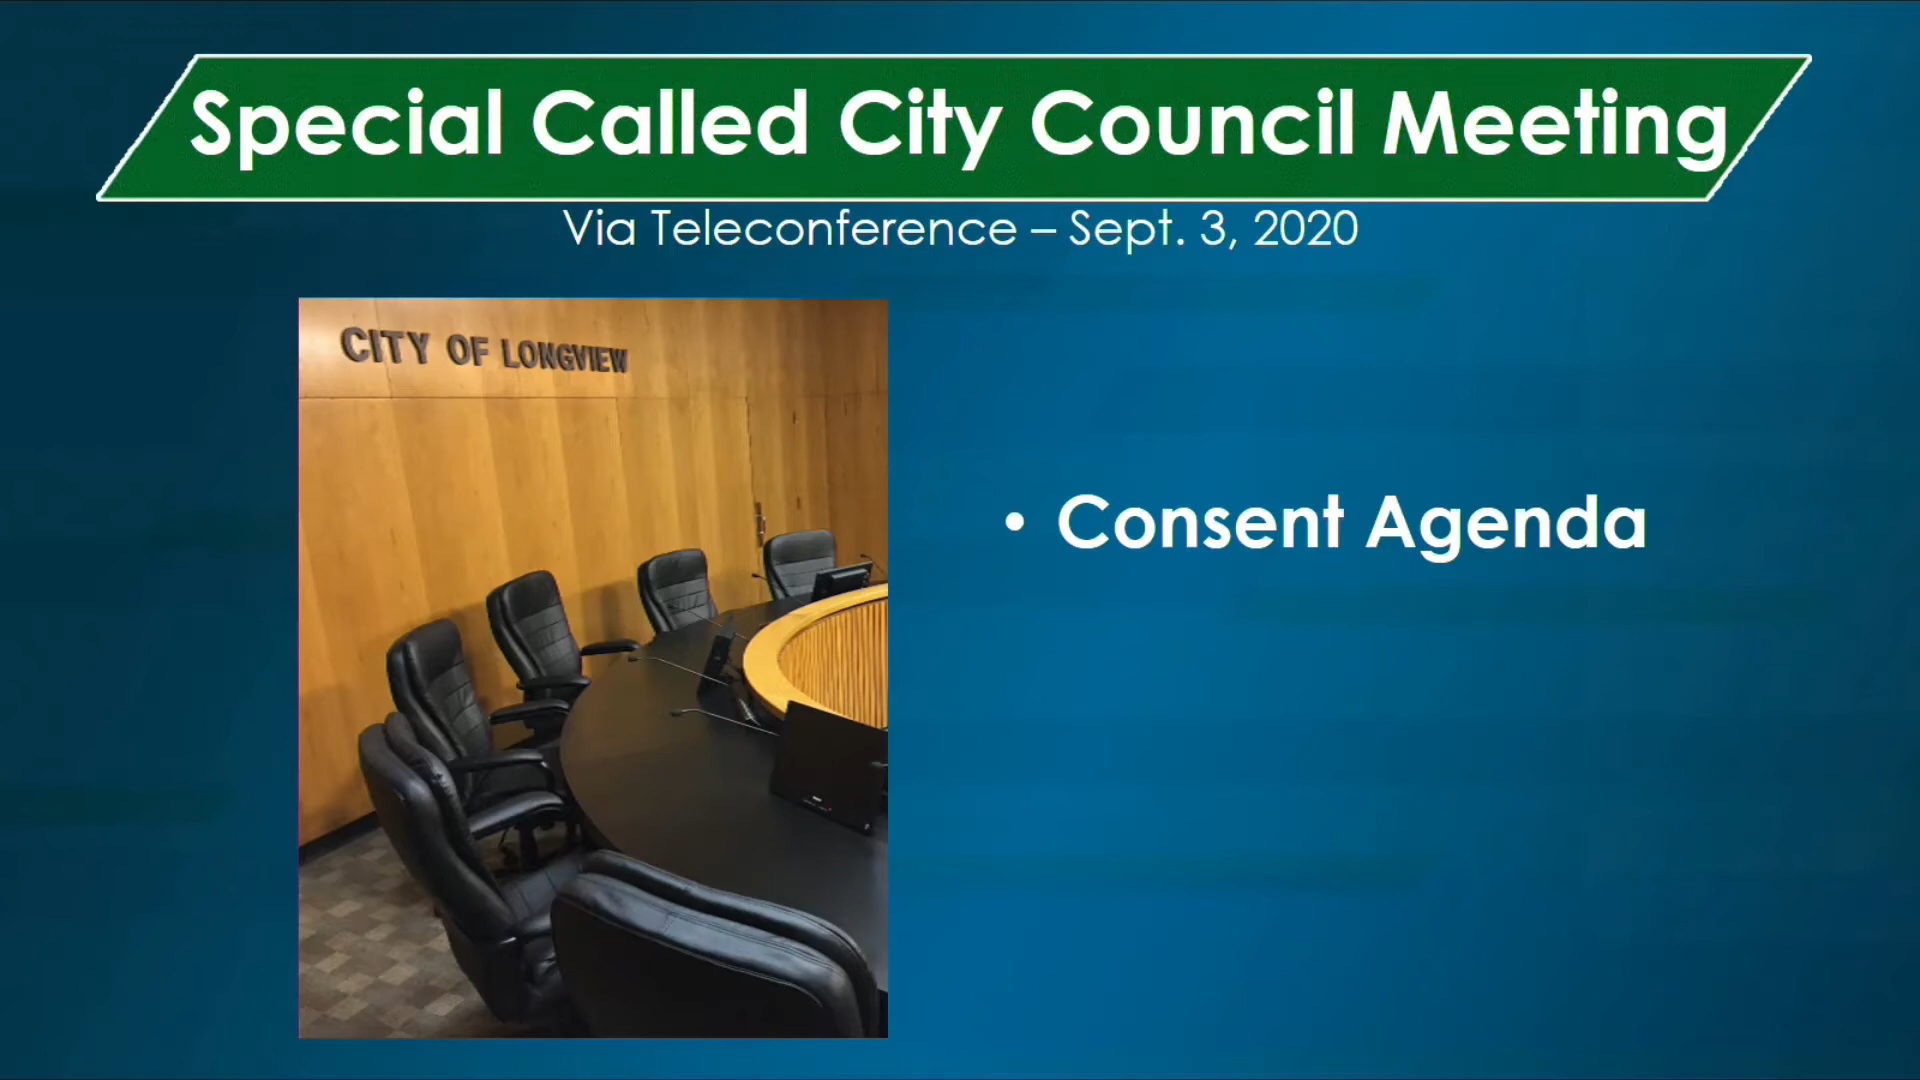 Special Called City Council Meeting
Via Teleconference – Sept. 3, 2020
CITY OF LONGVIEW
• Consent Agenda